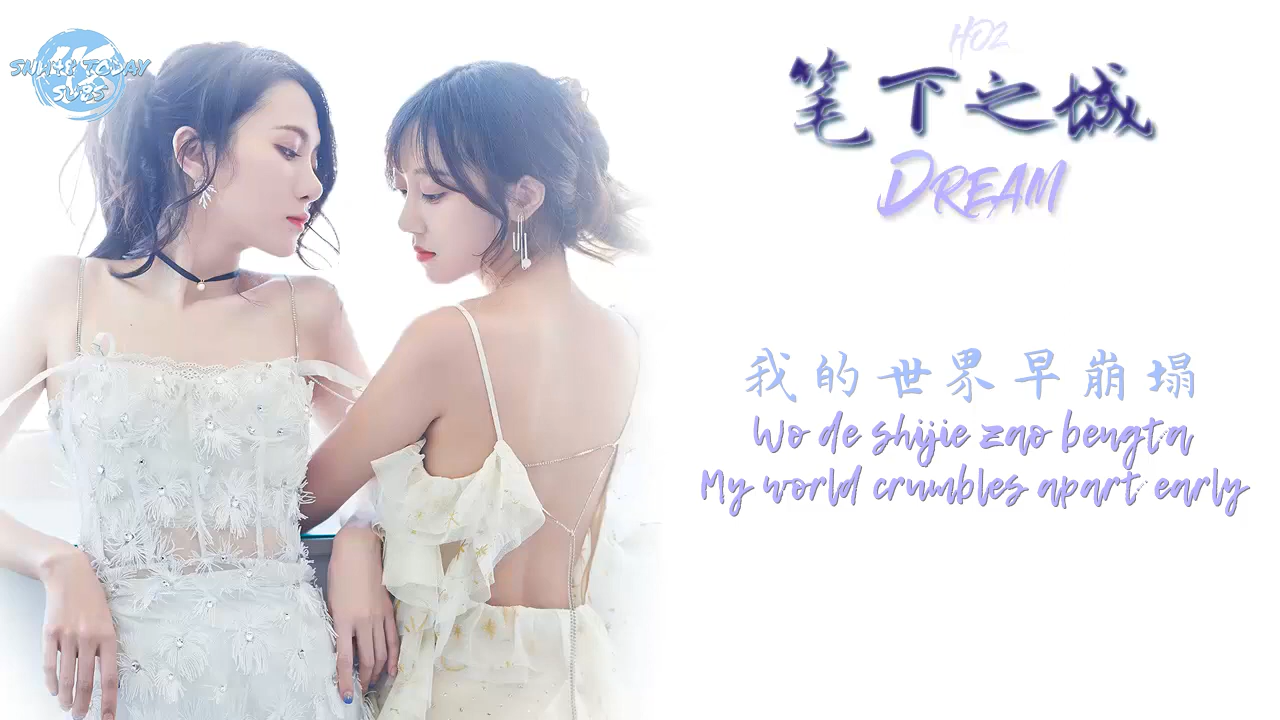 SNH48 TODAY
SUBS
HO2
笔下之城
DREAM
我的世界早崩塌
Wo de shijie zao bengta
My world crumbles apart early